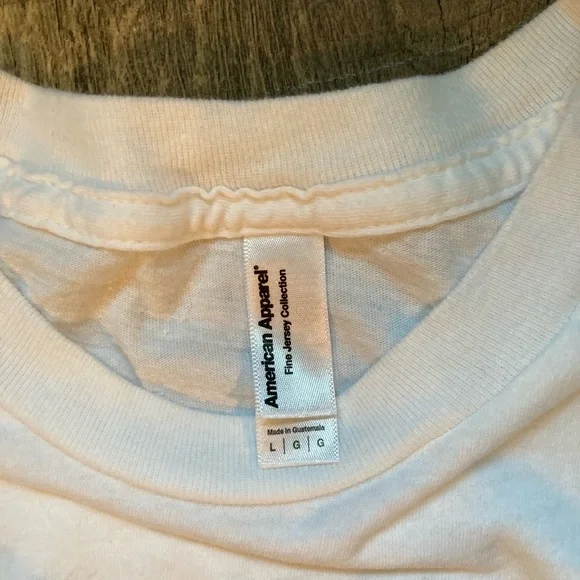 American Apparel®
Fine Jersey Collection
Made in Guatemala
L | G | G